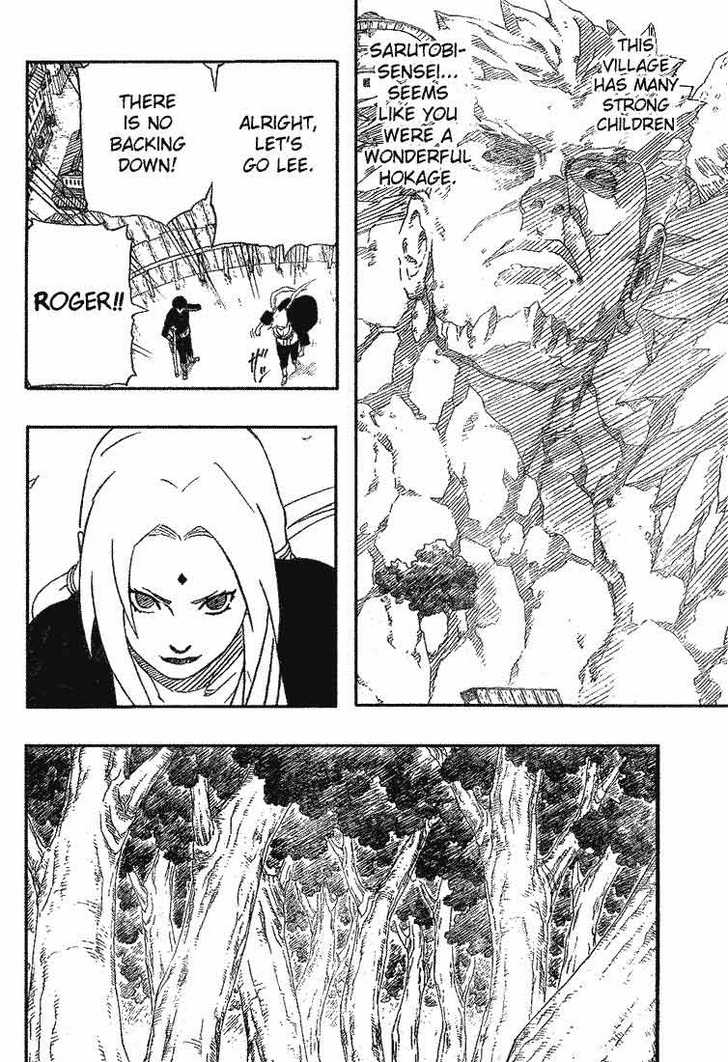 THIS
VILLAGE
HAS MANY
STRONG
CHILDREN
SARUTOBI-
SENSEI...
SEEMS
LIKE YOU
WERE A
WONDERFUL
HOKAGE.
ALRIGHT,
LET'S
GO LEE.
THERE
IS NO
BACKING
DOWN!
ROGER!!